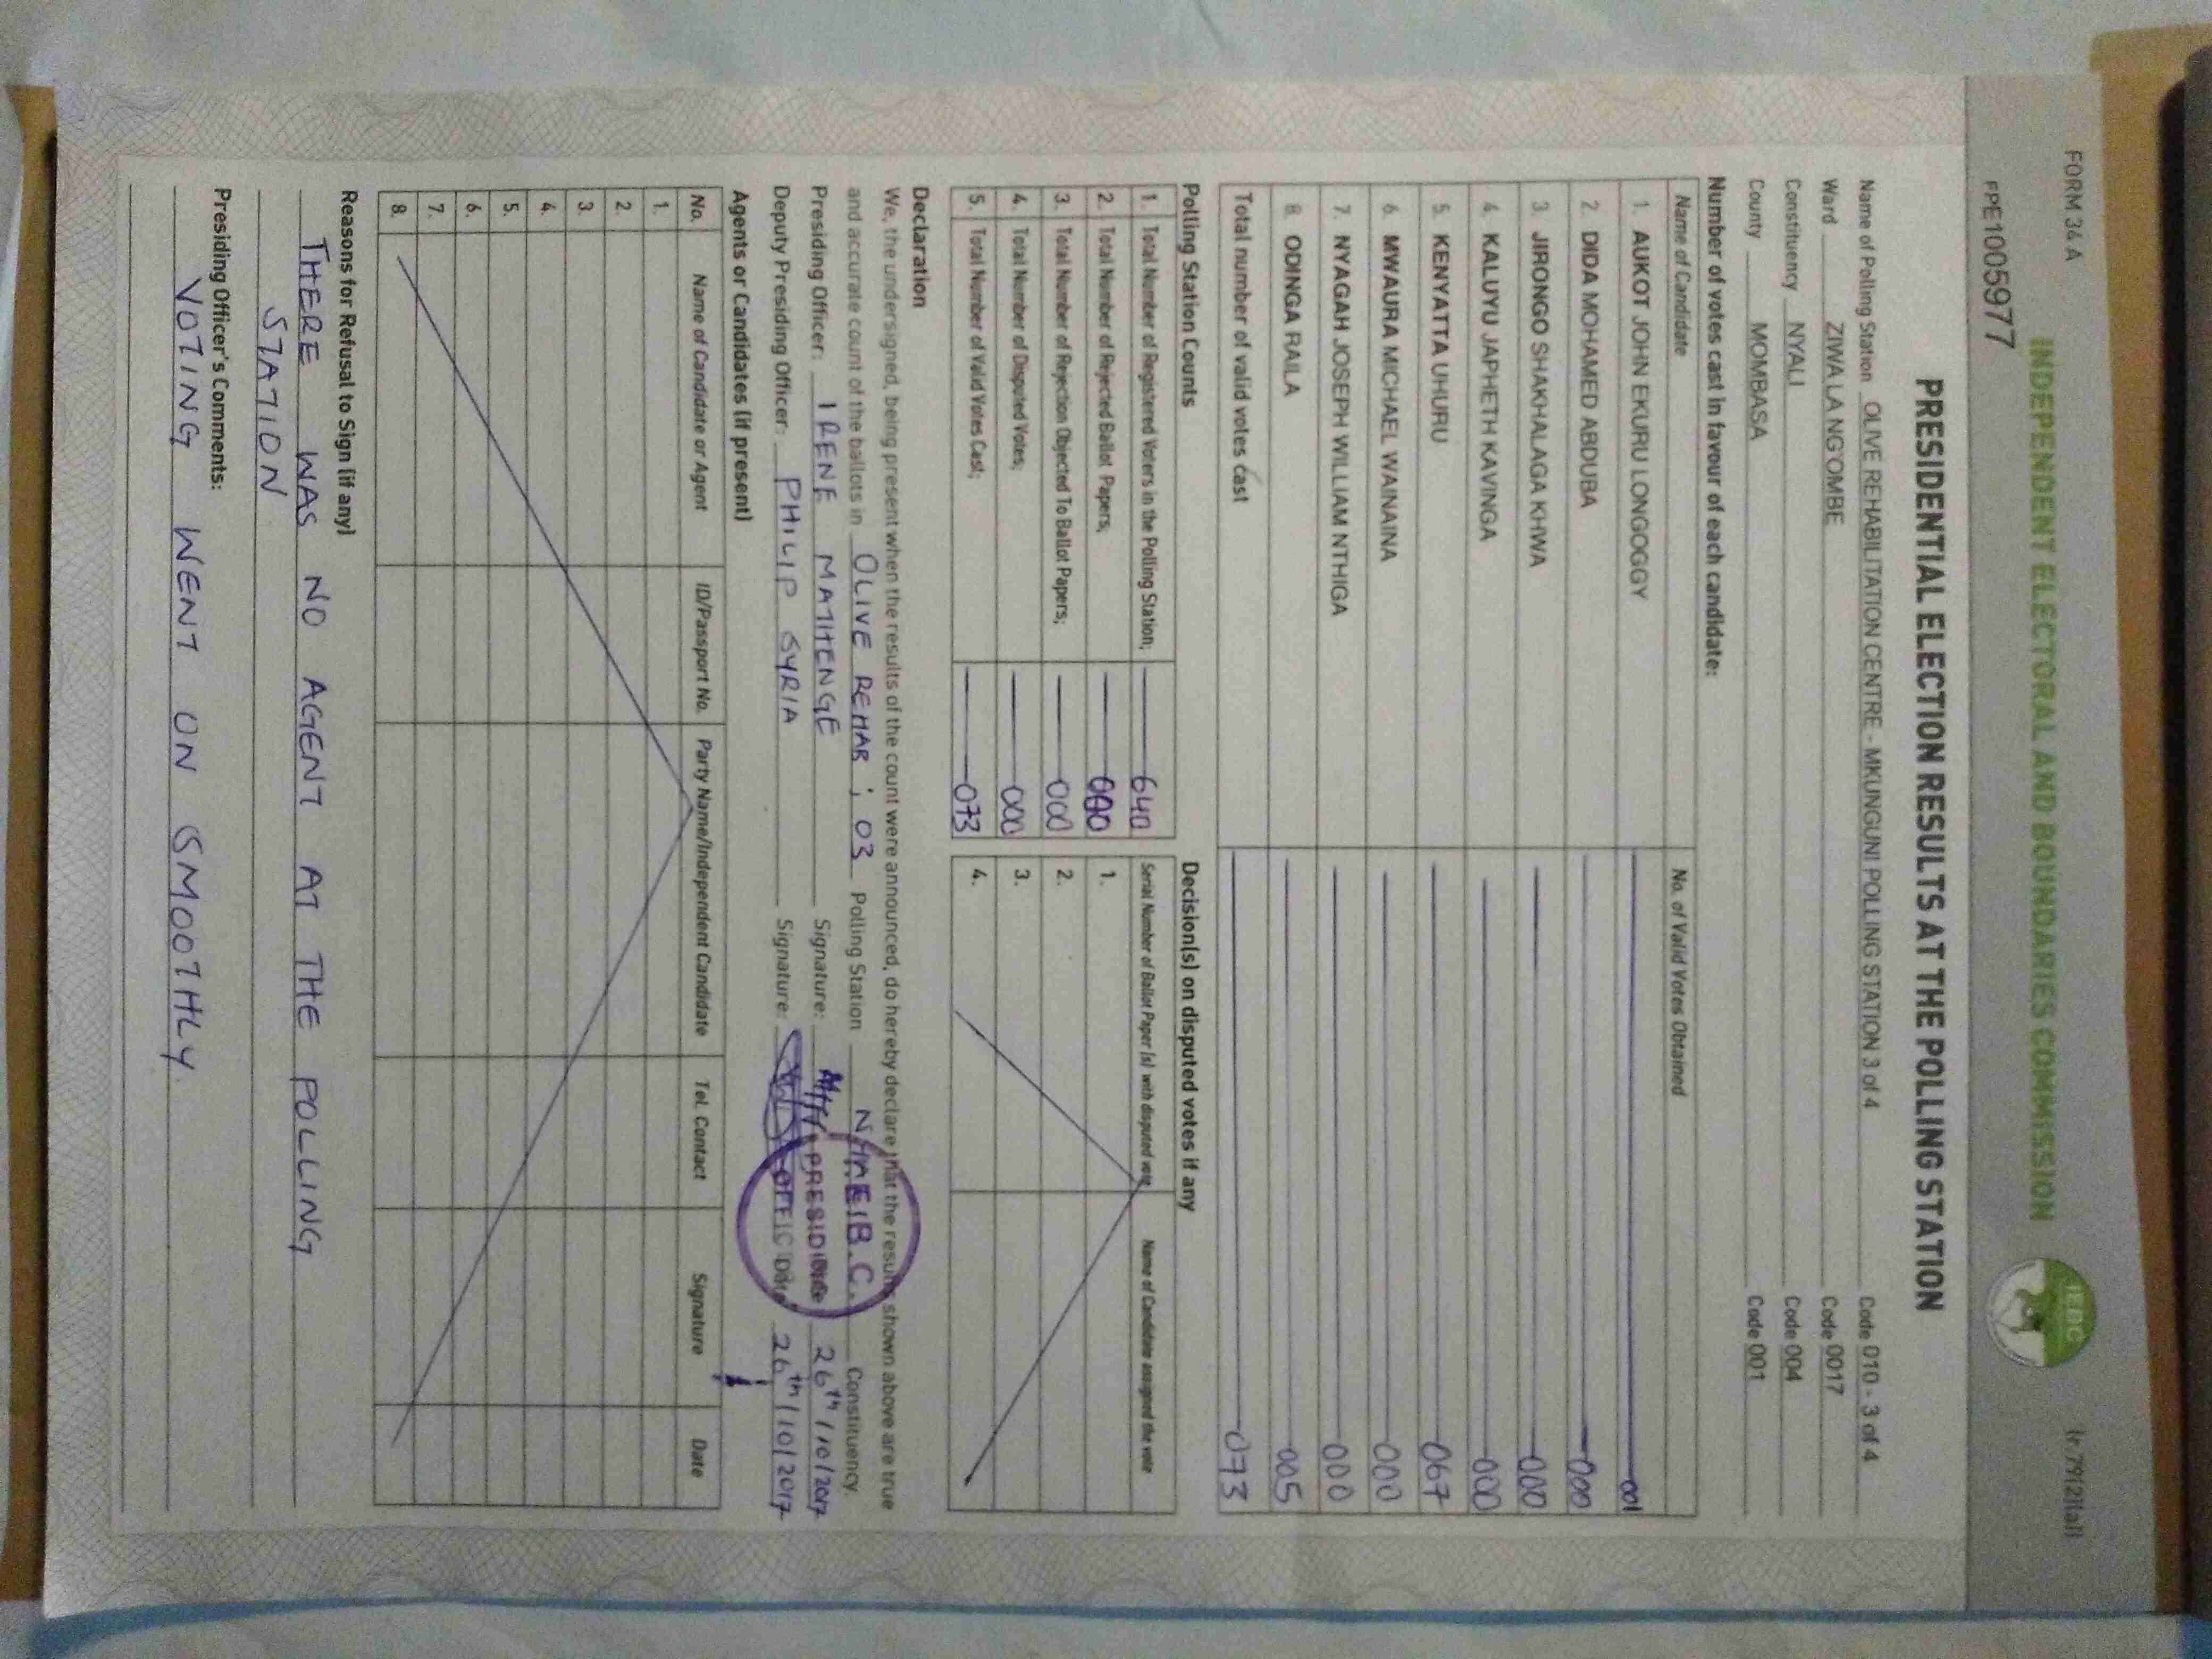 FORM 34 A
(r 79(2)(a))
INDEPENDENT ELECTORAL AND BOUNDARIES COMMISSION
IEBC
FPE1005977
PRESIDENTIAL ELECTION RESULTS AT THE POLLING STATION
Name of Polling Station OLIVE REHABILITATION CENTRE - MKUNGUNI POLLING STATION 3 of 4 Code 010 - 3 of 4
Ward ZIWA LA NG'OMBE Code 0017
Constituency NYALI Code 004
County MOMBASA Code 001
Number of votes cast in favour of each candidate:
Name of Candidate No. of Valid Votes Obtained
1. AUKOT JOHN EKURU LONGOGGY 001
2. DIDA MOHAMED ABDUBA 000
3. JIRONGO SHAKHALAGA KHWA 000
4. KALUYU JAPHETH KAVINGA 000
5. KENYATTA UHURU 067
6. MWAURA MICHAEL WAINAINA 000
7. NYAGAH JOSEPH WILLIAM NTHIGA 000
8. ODINGA RAILA 005
Total number of valid votes cast 073
Polling Station Counts
1. Total Number of Registered Voters in the Polling Station; 640
2. Total Number of Rejected Ballot Papers; 000
3. Total Number of Rejection Objected To Ballot Papers; 000
4. Total Number of Disputed Votes; 000
5. Total Number of Valid Votes Cast; 073
Decision(s) on disputed votes if any
Serial Number of Ballot Paper (s) with disputed vote Name of Candidate assigned the vote
1.
2.
3.
4.
Declaration
We, the undersigned, being present when the results of the count were announced, do hereby declare that the results shown above are true
and accurate count of the ballots in OLIVE REHAB ; 03 Polling Station Constituency.
Presiding Officer: IRENE MATITENGE Signature: 26th/10/2017
Deputy Presiding Officer: PHILIP SYRIA Signature: Date 26th/10/2017
I.E.B.C.
PRESIDING
OFFICER
Agents or Candidates (if present)
No. Name of Candidate or Agent ID/Passport No. Party Name/Independent Candidate Tel. Contact Signature Date
1.
2.
3.
4.
5.
6.
7.
8.
Reasons for Refusal to Sign (if any)
THERE WAS NO AGENT AT THE POLLING
STATION.
Presiding Officer's Comments:
VOTING WENT ON SMOOTHLY.